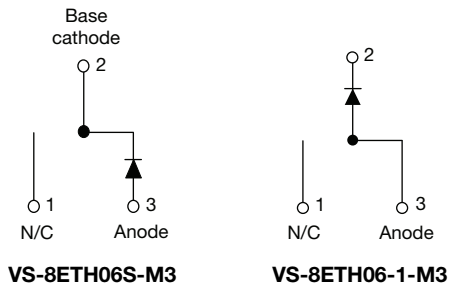 Base
cathode
2
2
1
3
1
3
N/C
Anode
N/C
Anode
VS-8ETH06S-M3
VS-8ETH06-1-M3